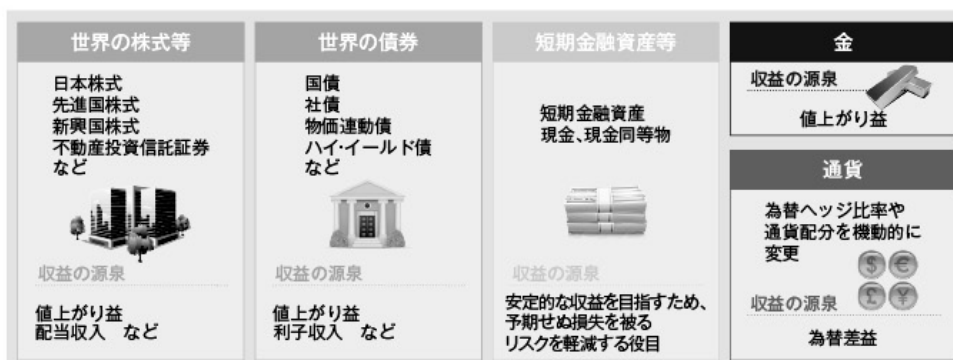 世界の株式等
日本株式
先進国株式
新興国株式
不動産投資信託証券
など
収益の源泉
値上がり益
配当収入 など
世界の債券
国債
社債
物価連動債
ハイ・イールド債
など
収益の源泉
値上がり益
利子収入 など
短期金融資産等
短期金融資産
現金、現金同等物
収益の源泉
安定的な収益を目指すため、
予期せぬ損失を被る
リスクを軽減する役目
金
収益の源泉
値上がり益
通貨
為替ヘッジ比率や
通貨配分を機動的に
変更
$ €
£ ¥
収益の源泉
為替差益